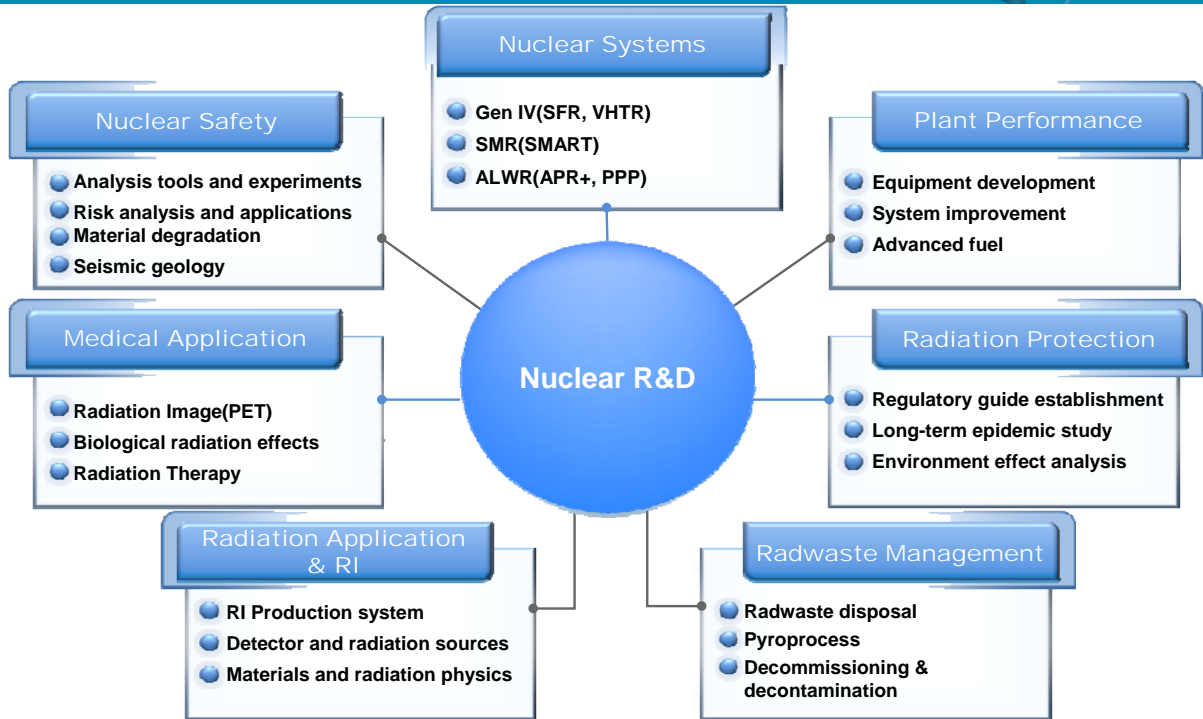 Nuclear Systems
Gen IV(SFR, VHTR)
SMR(SMART)
ALWR(APR+, PPP)
Nuclear Safety
Analysis tools and experiments
Risk analysis and applications
Material degradation
Seismic geology
Plant Performance
Equipment development
System improvement
Advanced fuel
Medical Application
Radiation Image(PET)
Biological radiation effects
Radiation Therapy
Nuclear R&D
Radiation Protection
Regulatory guide establishment
Long-term epidemic study
Environment effect analysis
Radiation Application
& RI
RI Production system
Detector and radiation sources
Materials and radiation physics
Radwaste Management
Radwaste disposal
Pyroprocess
Decommissioning &
decontamination